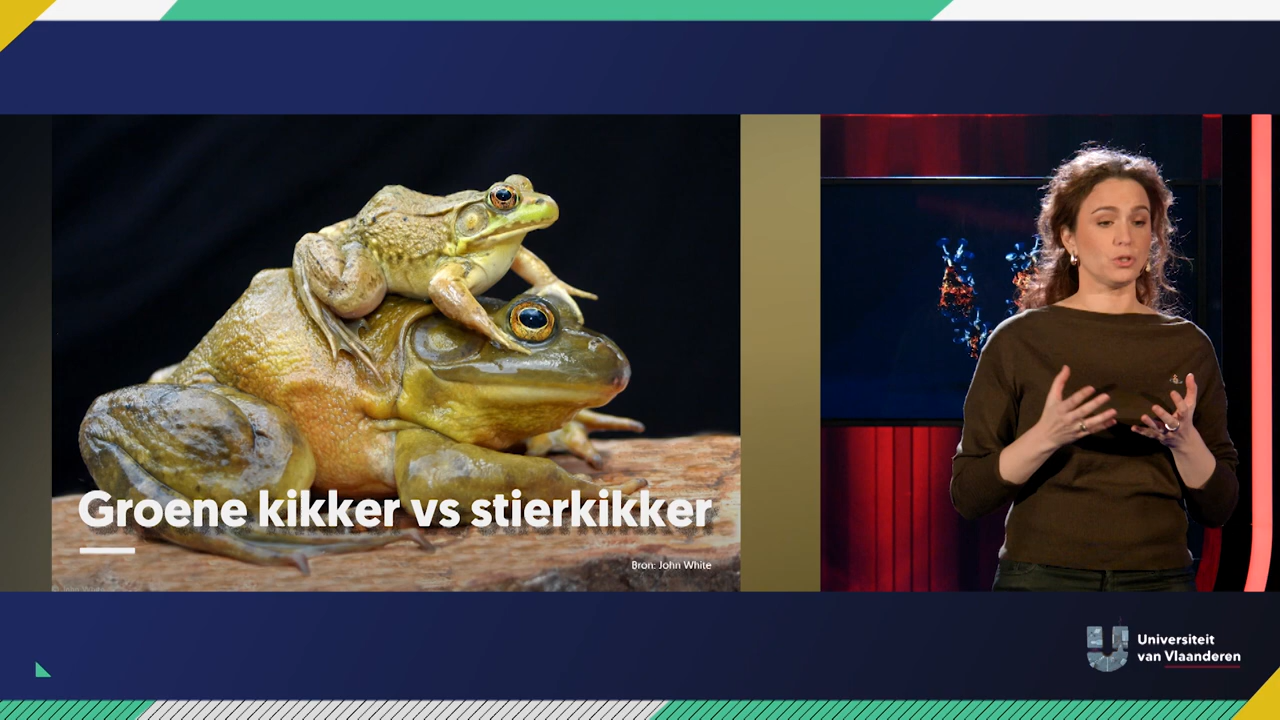 Groene kikker vs stierkikker
Bron: John White
Universiteit
van Vlaanderen